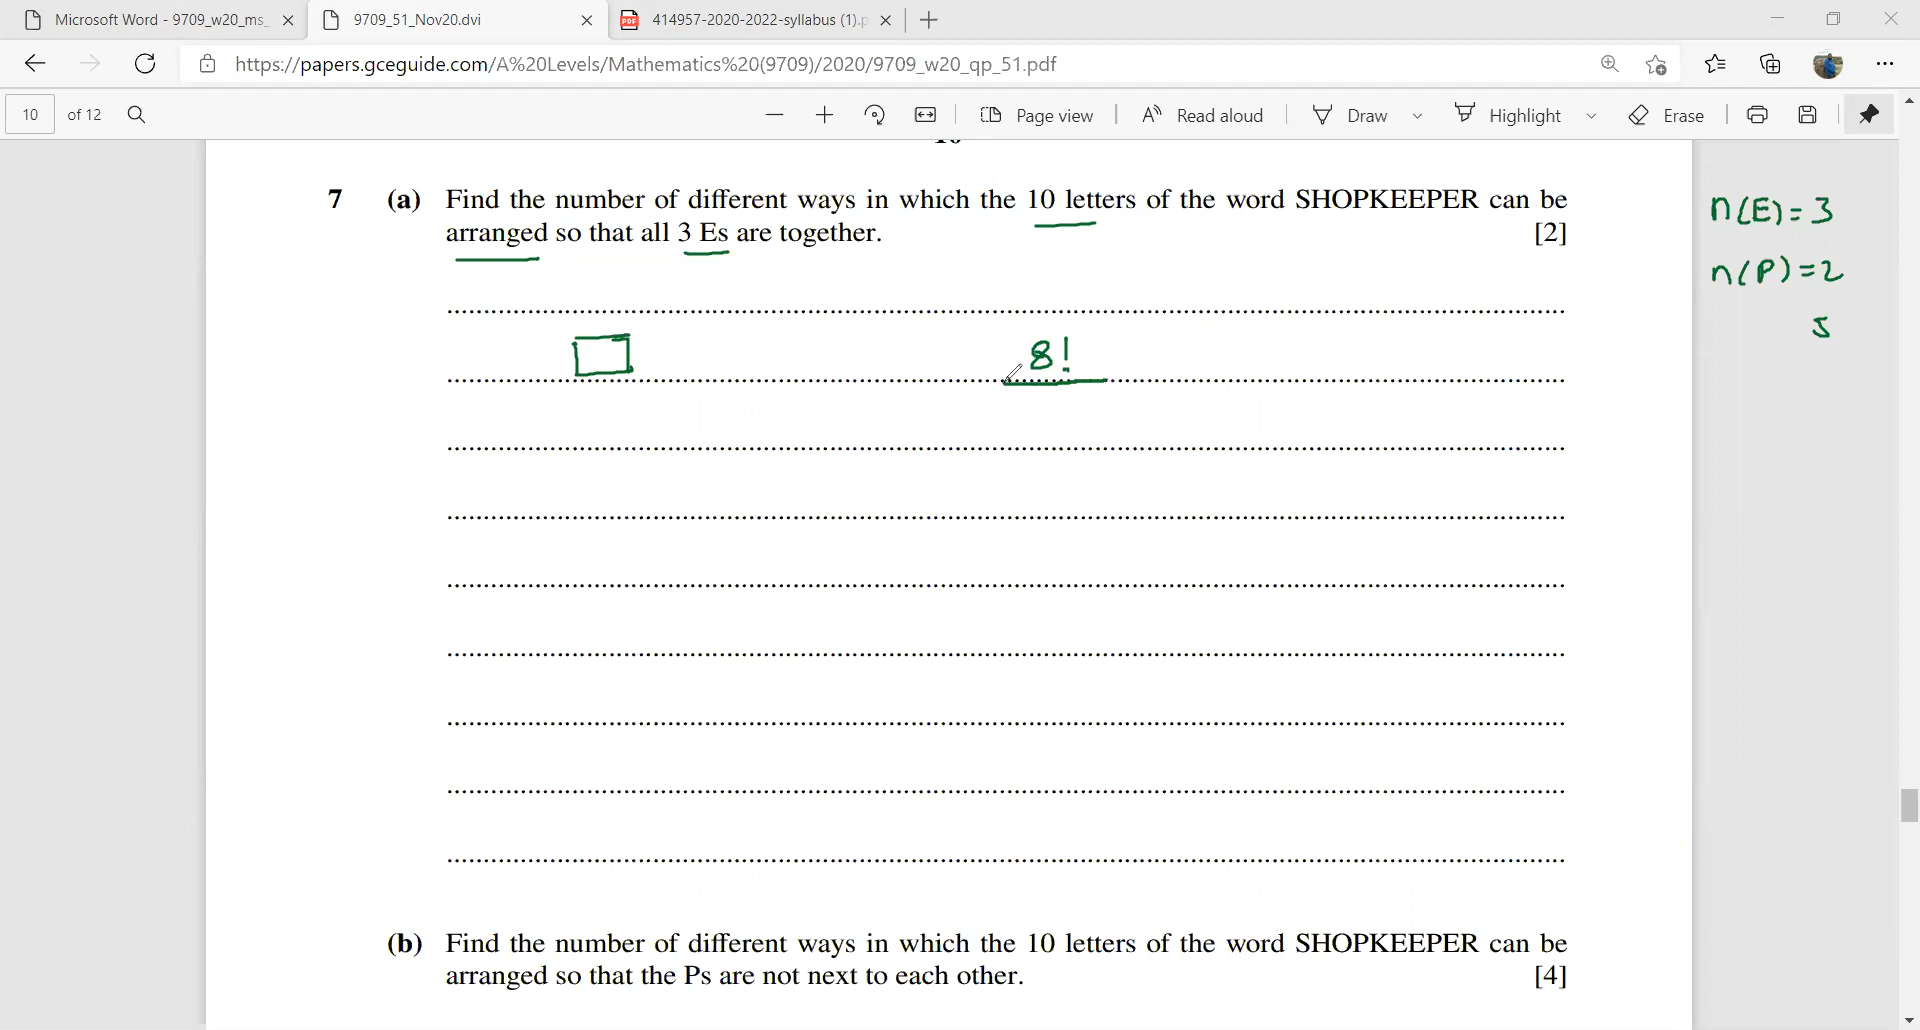 Microsoft Word - 9709_w20_ms_
9709_51_Nov20.dvi
414957-2020-2022-syllabus (1).p
https://papers.gceguide.com/A%20Levels/Mathematics%20(9709)/2020/9709_w20_qp_51.pdf
10 of 12
Page view
Read aloud
Draw
Highlight
Erase
7 (a) Find the number of different ways in which the 10 letters of the word SHOPKEEPER can be
arranged so that all 3 Es are together. [2]
n(E)=3
n(P)=2
5
8!
(b) Find the number of different ways in which the 10 letters of the word SHOPKEEPER can be
arranged so that the Ps are not next to each other. [4]